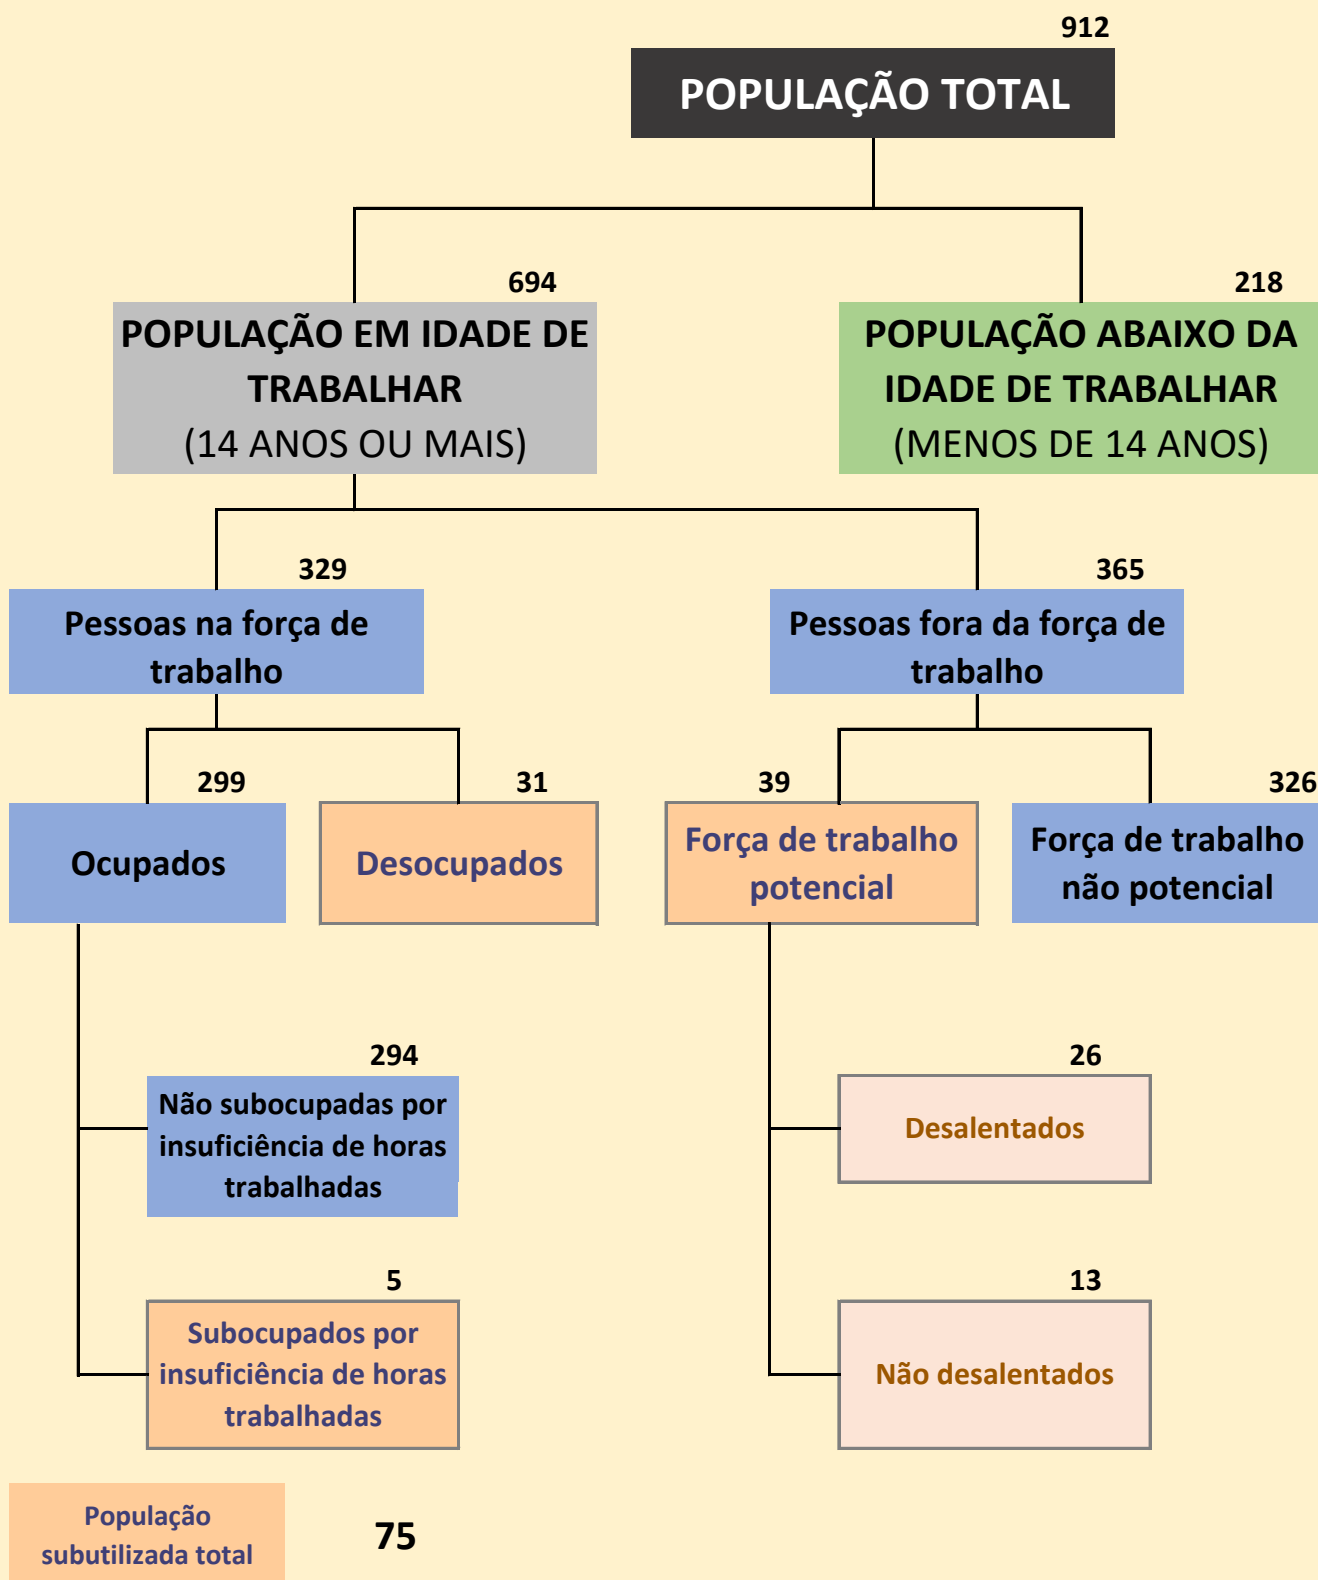 912
POPULAÇÃO TOTAL
694
POPULAÇÃO EM IDADE DE
TRABALHAR
(14 ANOS OU MAIS)
218
POPULAÇÃO ABAIXO DA
IDADE DE TRABALHAR
(MENOS DE 14 ANOS)
329
Pessoas na força de
trabalho
365
Pessoas fora da força de
trabalho
299
Ocupados
31
Desocupados
39
Força de trabalho
potencial
326
Força de trabalho
não potencial
294
Não subocupadas por
insuficiência de horas
trabalhadas
26
Desalentados
5
Subocupados por
insuficiência de horas
trabalhadas
13
Não desalentados
População
subutilizada total
75